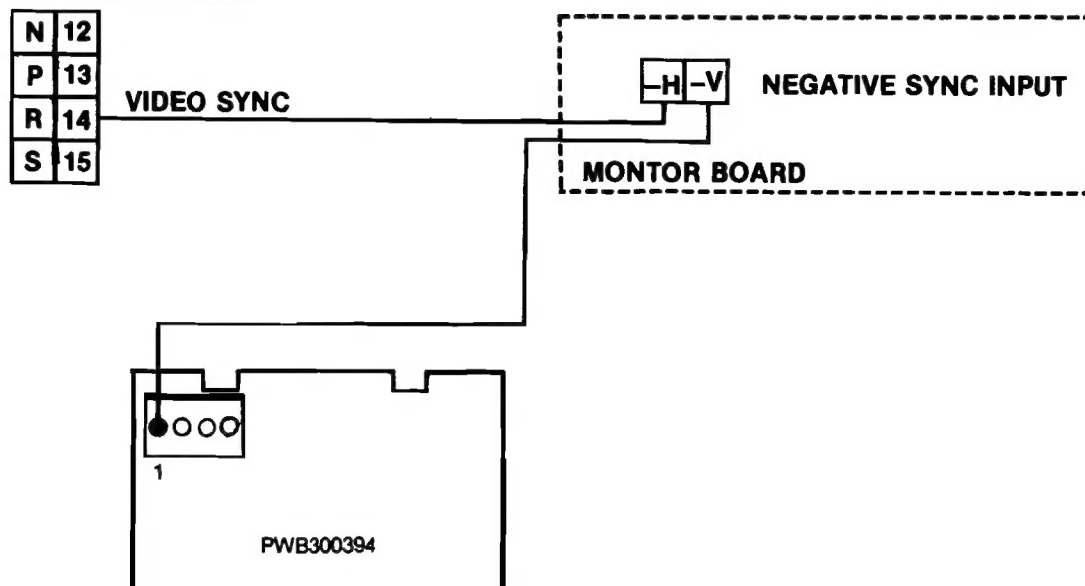 N 12
P 13
R 14
S 15
VIDEO SYNC
–H –V
NEGATIVE SYNC INPUT
MONTOR BOARD
1
PWB300394